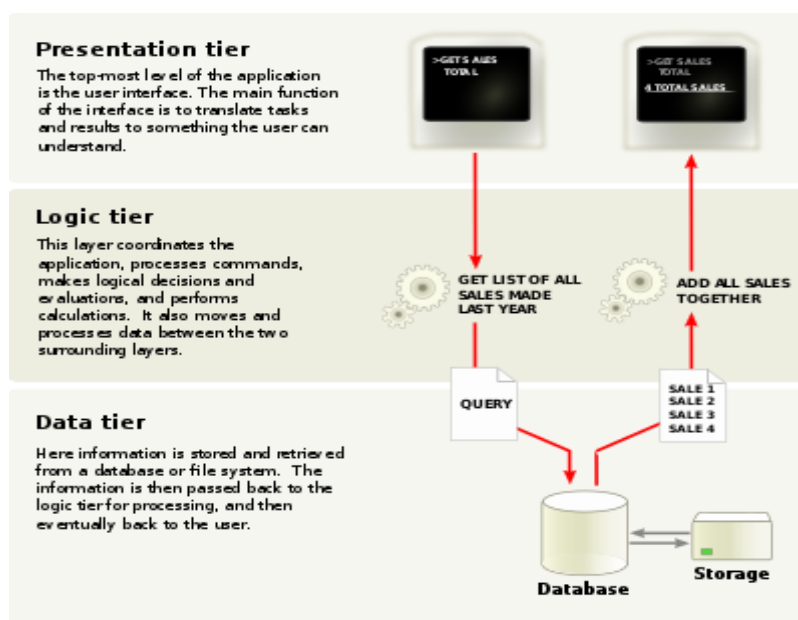 Presentation tier
The top-most level of the application
is the user interface. The main function
of the interface is to translate tasks
and results to something the user can
understand.
>GET SALES
TOTAL
>GET SALES
TOTAL
4 TOTAL SALES
Logic tier
This layer coordinates the
application, processes commands,
makes logical decisions and
evaluations, and performs
calculations. It also moves and
processes data between the two
surrounding layers.
GET LIST OF ALL
SALES MADE
LAST YEAR
ADD ALL SALES
TOGETHER
Data tier
Here information is stored and retrieved
from a database or file system. The
information is then passed back to the
logic tier for processing, and then
eventually back to the user.
QUERY
SALE 1
SALE 2
SALE 3
SALE 4
Database
Storage